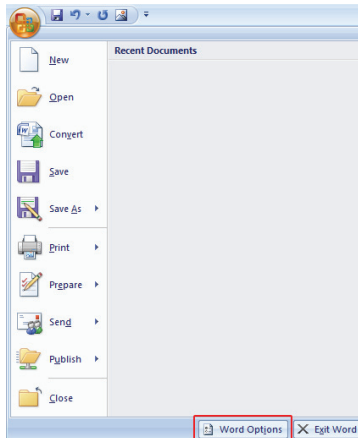 Recent Documents
New
Open
Convert
Save
Save As
Print
Prepare
Send
Publish
Close
Word Options
Exit Word